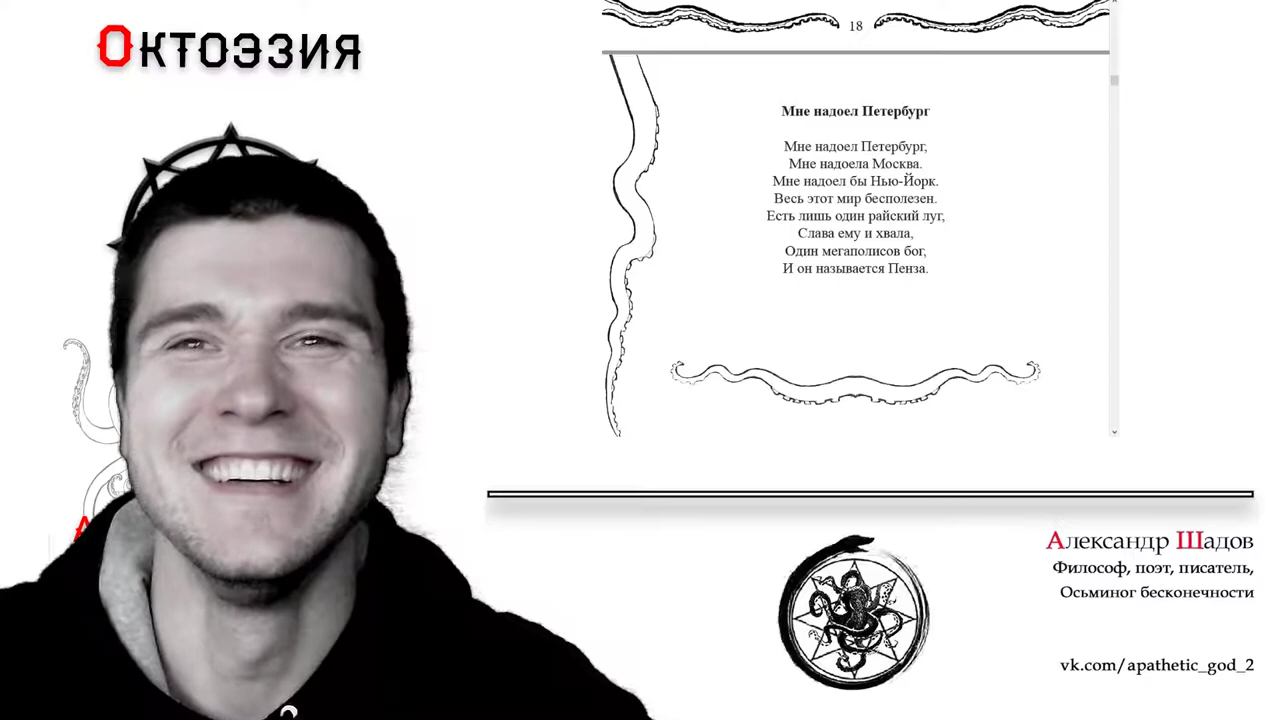 Октоэзия
18
Мне надоел Петербург
Мне надоел Петербург,
Мне надоела Москва.
Мне надоел бы Нью-Йорк.
Весь этот мир бесполезен.
Есть лишь один райский луг,
Слава ему и хвала,
Один мегаполисов бог,
И он называется Пенза.
Александр Шадов
Философ, поэт, писатель,
Осьминог бесконечности
vk.com/apathetic_god_2